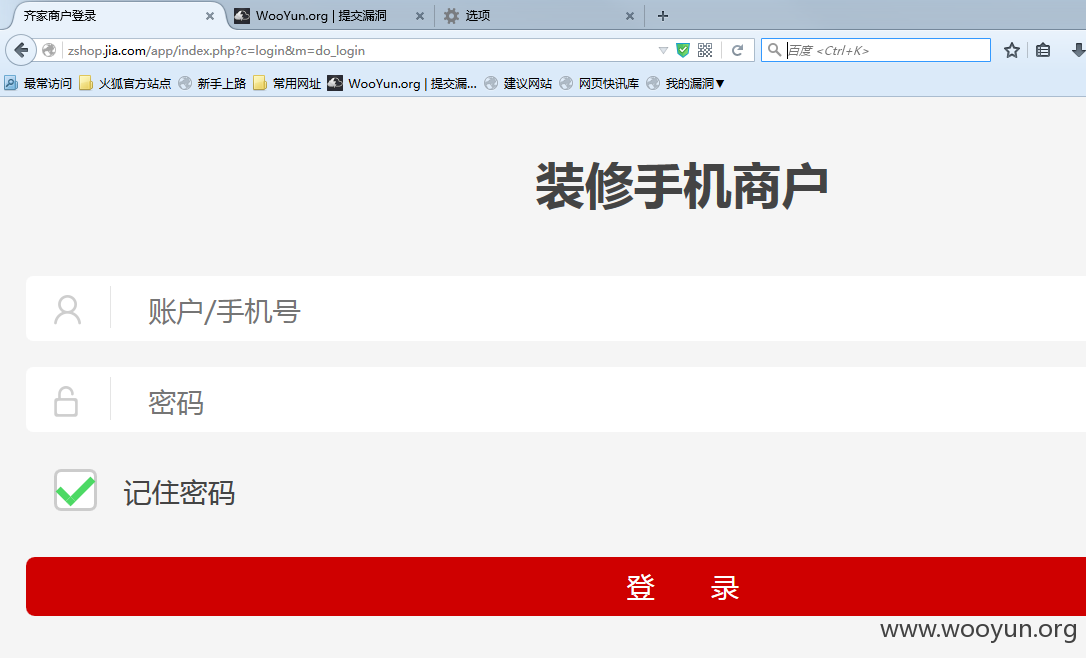 齐家商户登录 WooYun.org | 提交漏洞 选项
zshop.jia.com/app/index.php?c=login&m=do_login 百度 <Ctrl+K>
最常访问 火狐官方站点 新手上路 常用网址 WooYun.org | 提交漏... 建议网站 网页快讯库 我的漏洞▼
装修手机商户
账户/手机号
密码
记住密码
登 录
www.wooyun.org